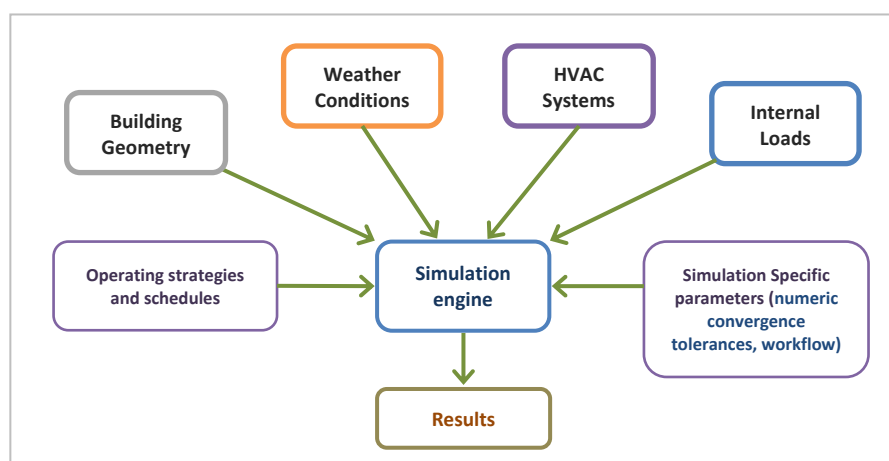 Weather
Conditions
HVAC
Systems
Building
Geometry
Internal
Loads
Operating strategies
and schedules
Simulation
engine
Simulation Specific
parameters (numeric
convergence
tolerances, workflow)
Results